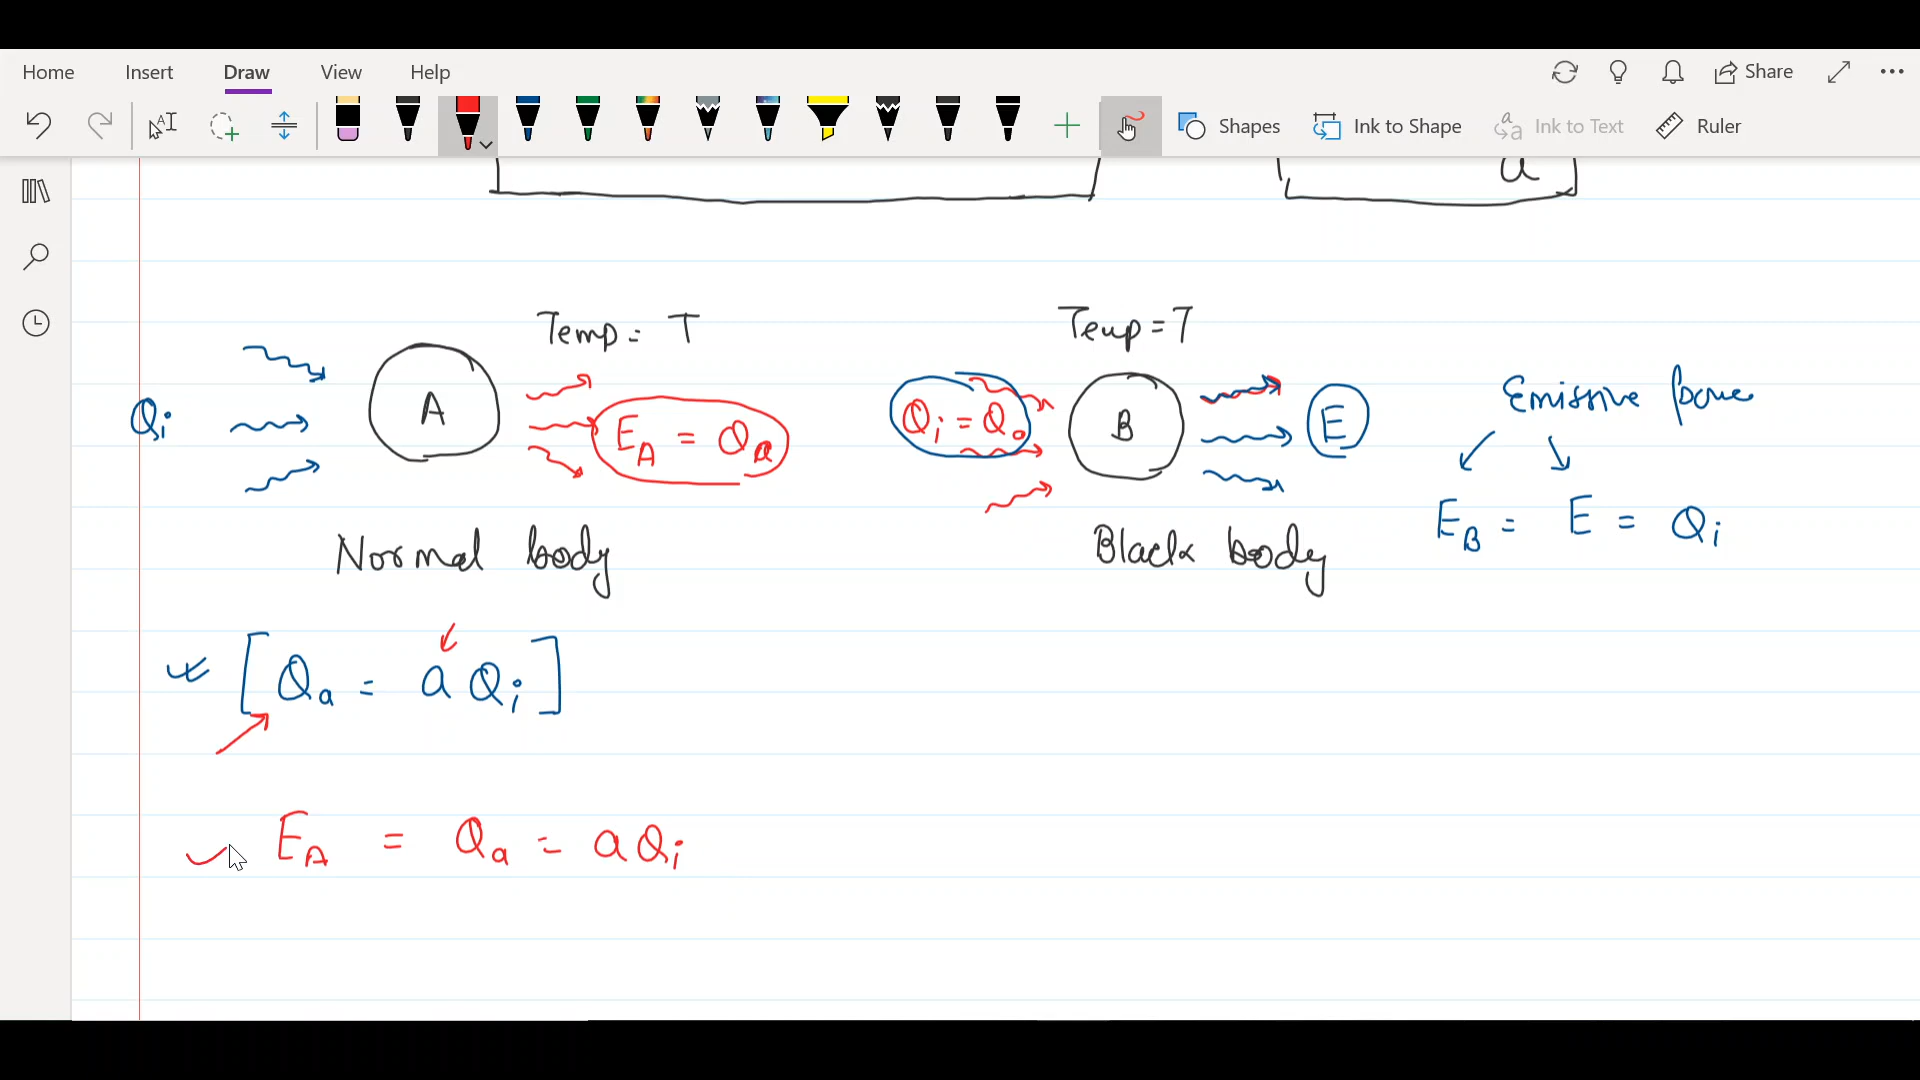 Home Insert Draw View Help Share
Shapes Ink to Shape Ink to Text Ruler
a
Temp = T
Temp = T
Qi A EA = Qa
Qi = Qa B E
Emissive
EB = E = Qi
Normal body
Black body
[Qa = a Qi]
EA = Qa = a Qi